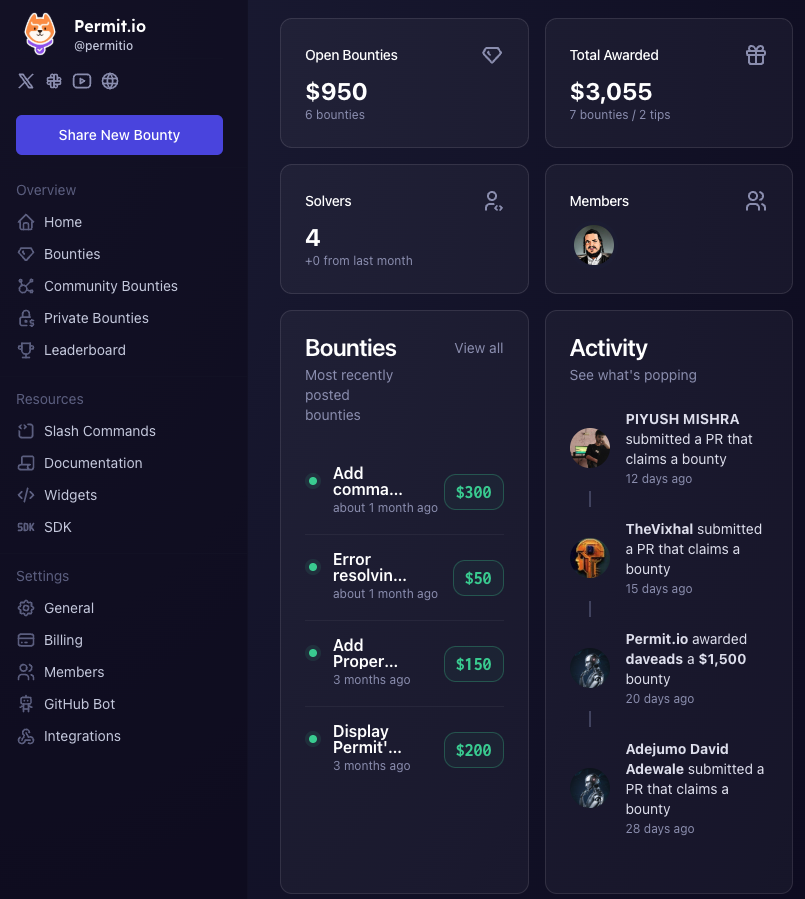 Permit.io
@permitio
Share New Bounty
Overview
Home
Bounties
Community Bounties
Private Bounties
Leaderboard
Resources
Slash Commands
Documentation
Widgets
SDK SDK
Settings
General
Billing
Members
GitHub Bot
Integrations
Open Bounties
$950
6 bounties
Total Awarded
$3,055
7 bounties / 2 tips
Solvers
4
+0 from last month
Members
Bounties
View all
Most recently
posted
bounties
Add
comma...
$300
about 1 month ago
Error
resolvin...
$50
about 1 month ago
Add
Proper...
$150
3 months ago
Display
Permit'...
$200
3 months ago
Activity
See what's popping
PIYUSH MISHRA
submitted a PR that
claims a bounty
12 days ago
TheVixhal submitted
a PR that claims a
bounty
15 days ago
Permit.io awarded
daveads a $1,500
bounty
20 days ago
Adejumo David
Adewale submitted a
PR that claims a
bounty
28 days ago